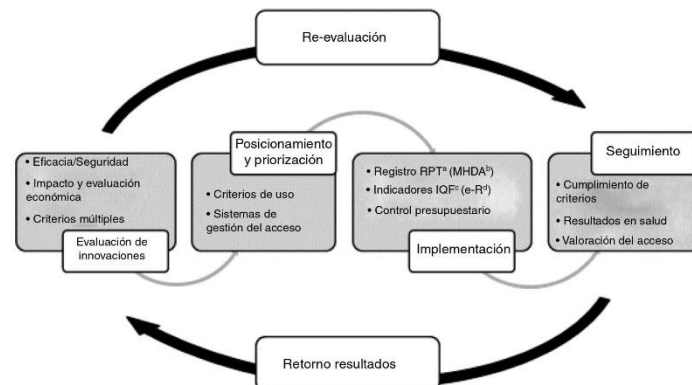 Re-evaluación
• Eficacia/Seguridad
• Impacto y evaluación
económica
• Criterios múltiples
Evaluación de
innovaciones
Posicionamiento
y priorización
• Criterios de uso
• Sistemas de
gestión del acceso
• Registro RPTª (MHDAᵇ)
• Indicadores IQFᶜ (e-Rᵈ)
• Control presupuestario
Implementación
Seguimiento
• Cumplimiento de
criterios
• Resultados en salud
• Valoración del acceso
Retorno resultados